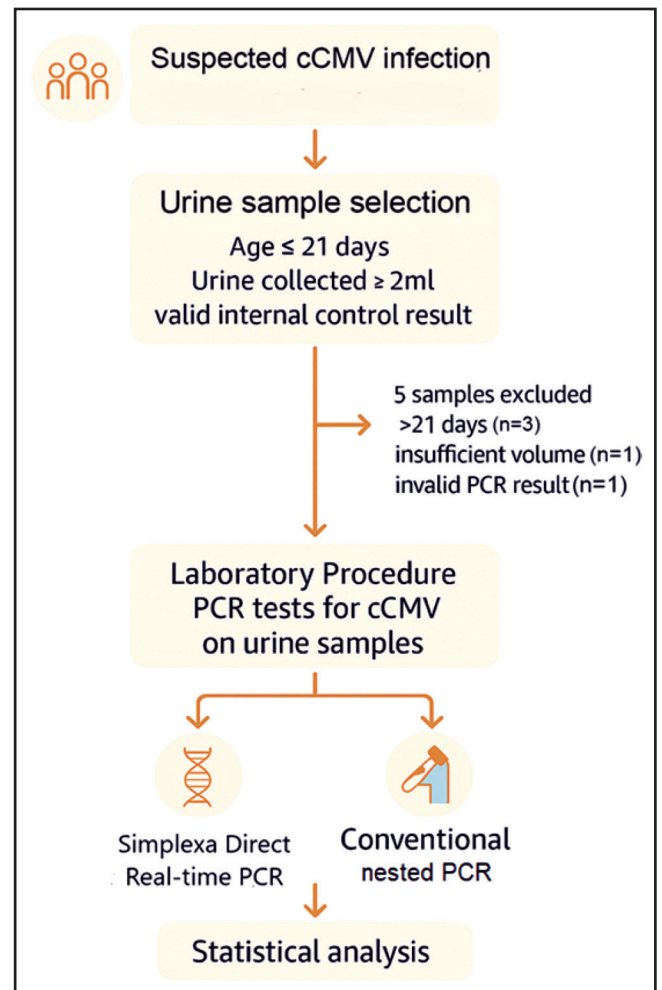 Suspected cCMV infection
Urine sample selection
Age ≤ 21 days
Urine collected ≥ 2ml
valid internal control result
5 samples excluded
>21 days (n=3)
insufficient volume (n=1)
invalid PCR result (n=1)
Laboratory Procedure
PCR tests for cCMV
on urine samples
Simplexa Direct
Real-time PCR
Conventional
nested PCR
Statistical analysis